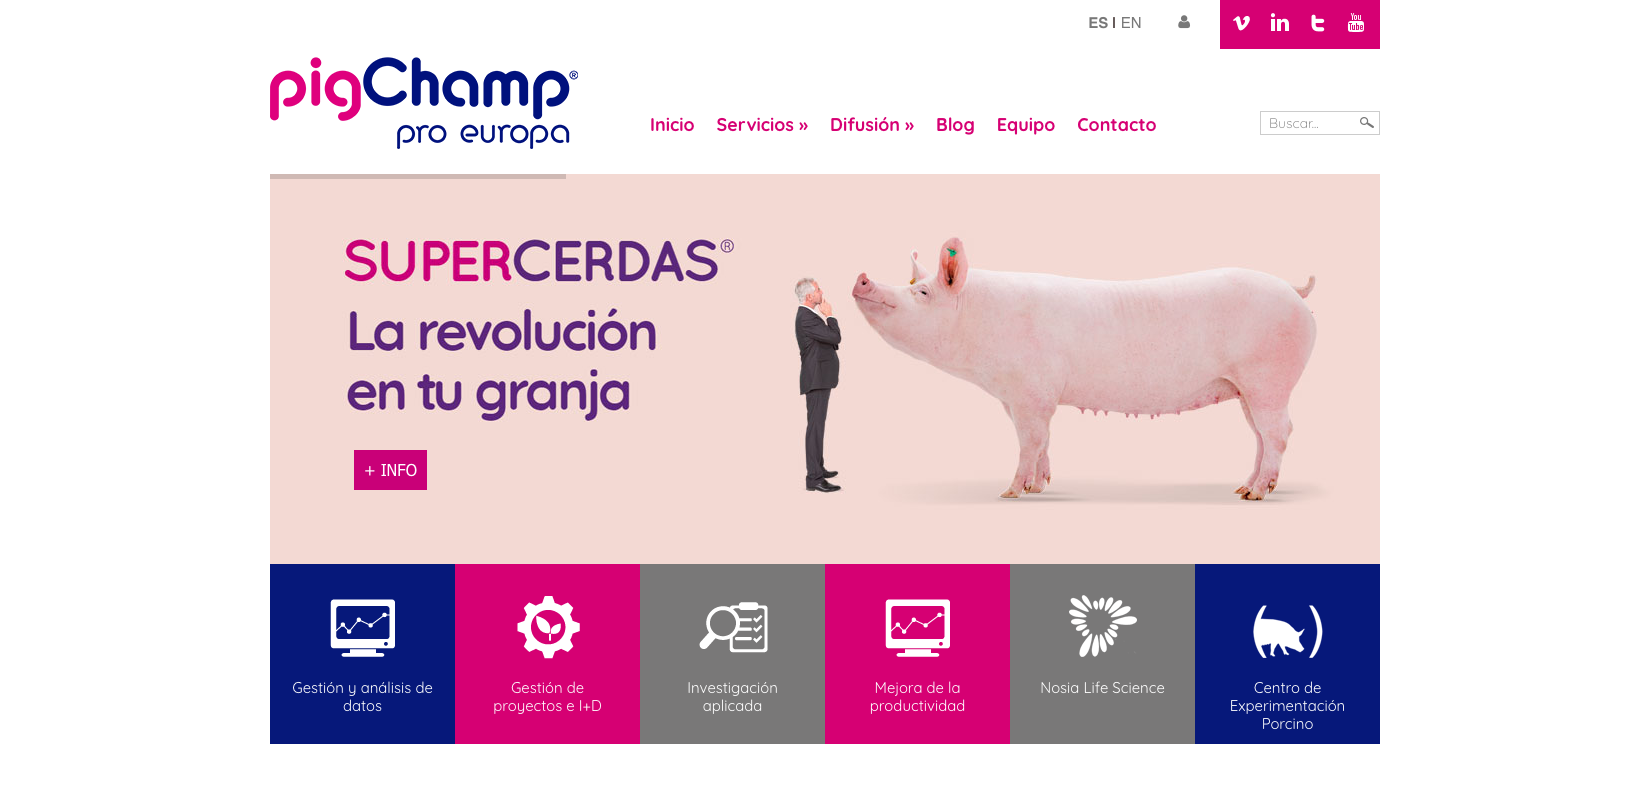 ES I EN
You
Tube
pigChamp®
pro europa
Inicio Servicios » Difusión » Blog Equipo Contacto
Buscar...
SUPERCERDAS®
La revolución
en tu granja
+ INFO
Gestión y análisis de
datos
Gestión de
proyectos e I+D
Investigación
aplicada
Mejora de la
productividad
Nosia Life Science
Centro de
Experimentación
Porcino